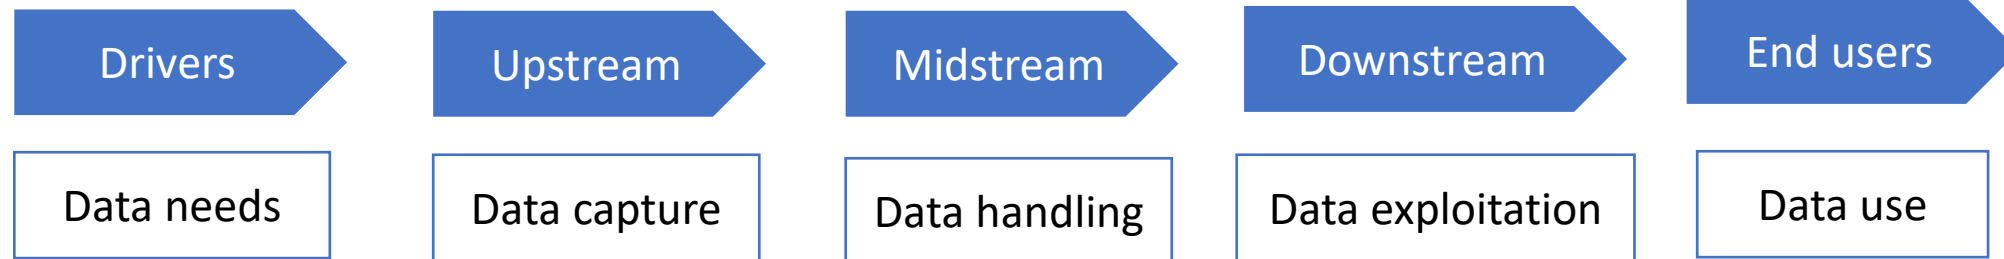 Drivers
Upstream
Midstream
Downstream
End users
Data needs
Data capture
Data handling
Data exploitation
Data use